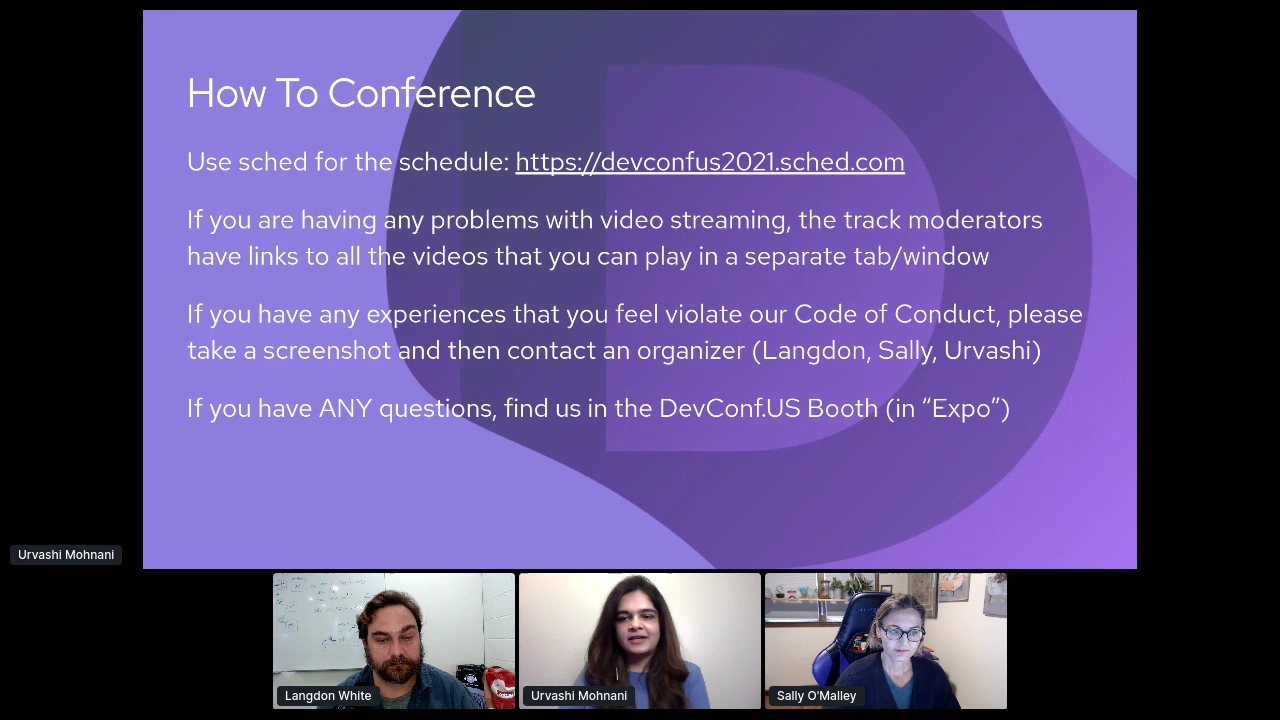 How To Conference
Use sched for the schedule: https://devconfus2021.sched.com
If you are having any problems with video streaming, the track moderators
have links to all the videos that you can play in a separate tab/window
If you have any experiences that you feel violate our Code of Conduct, please
take a screenshot and then contact an organizer (Langdon, Sally, Urvashi)
If you have ANY questions, find us in the DevConf.US Booth (in “Expo”)
Urvashi Mohnani
Langdon White
Urvashi Mohnani
Sally O'Malley